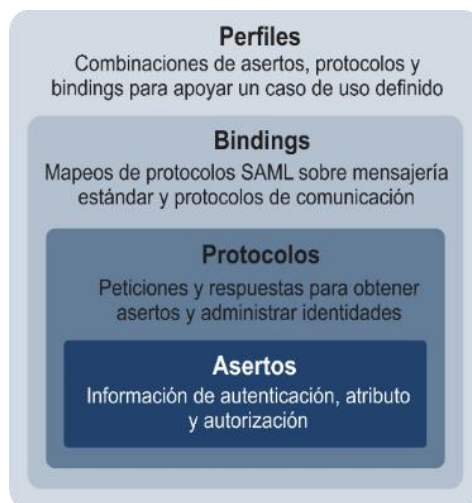 Perfiles
Combinaciones de asertos, protocolos y
bindings para apoyar un caso de uso definido
Bindings
Mapeos de protocolos SAML sobre mensajería
estándar y protocolos de comunicación
Protocolos
Peticiones y respuestas para obtener
asertos y administrar identidades
Asertos
Información de autenticación, atributo
y autorización